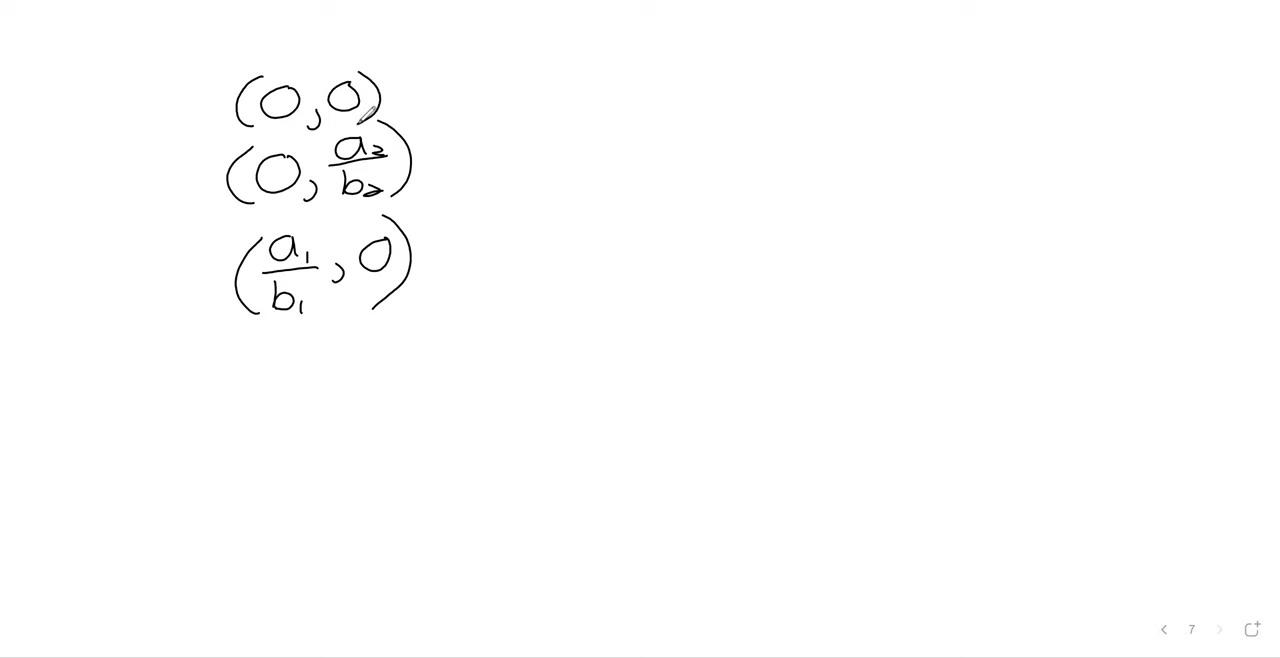 (0,0)
(0, a₂/b₂)
(a₁/b₁, 0)
7